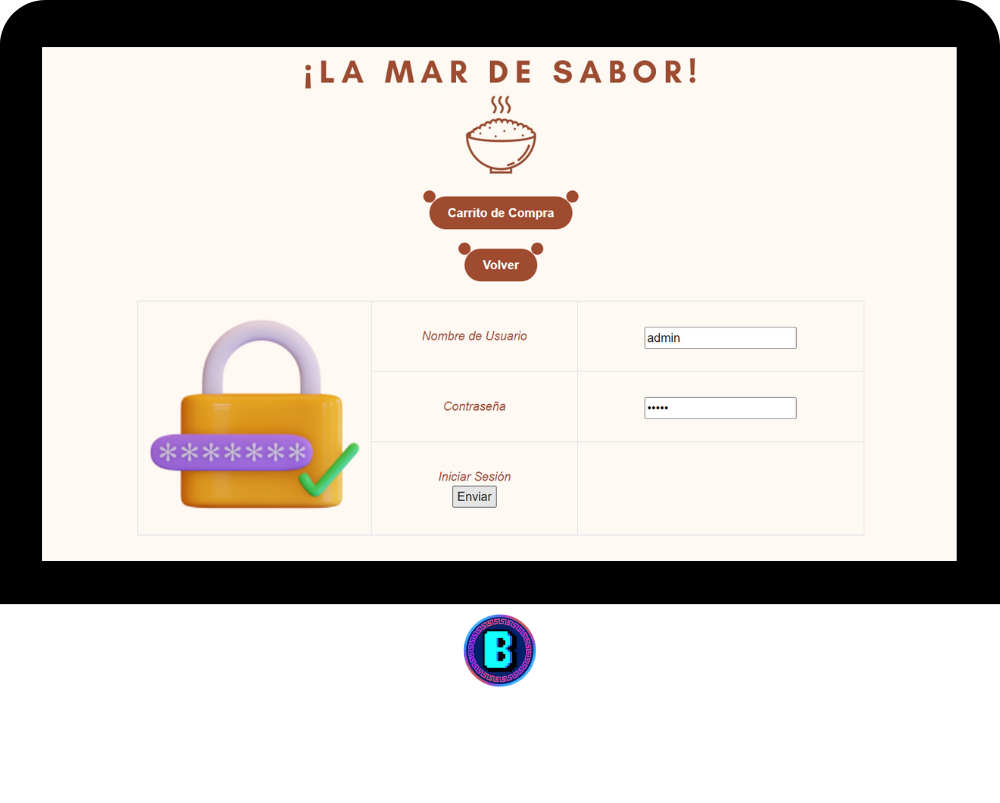 ¡LA MAR DE SABOR!
Carrito de Compra
Volver
Nombre de Usuario
admin
Contraseña
•••••
*******
Iniciar Sesión
Enviar
B